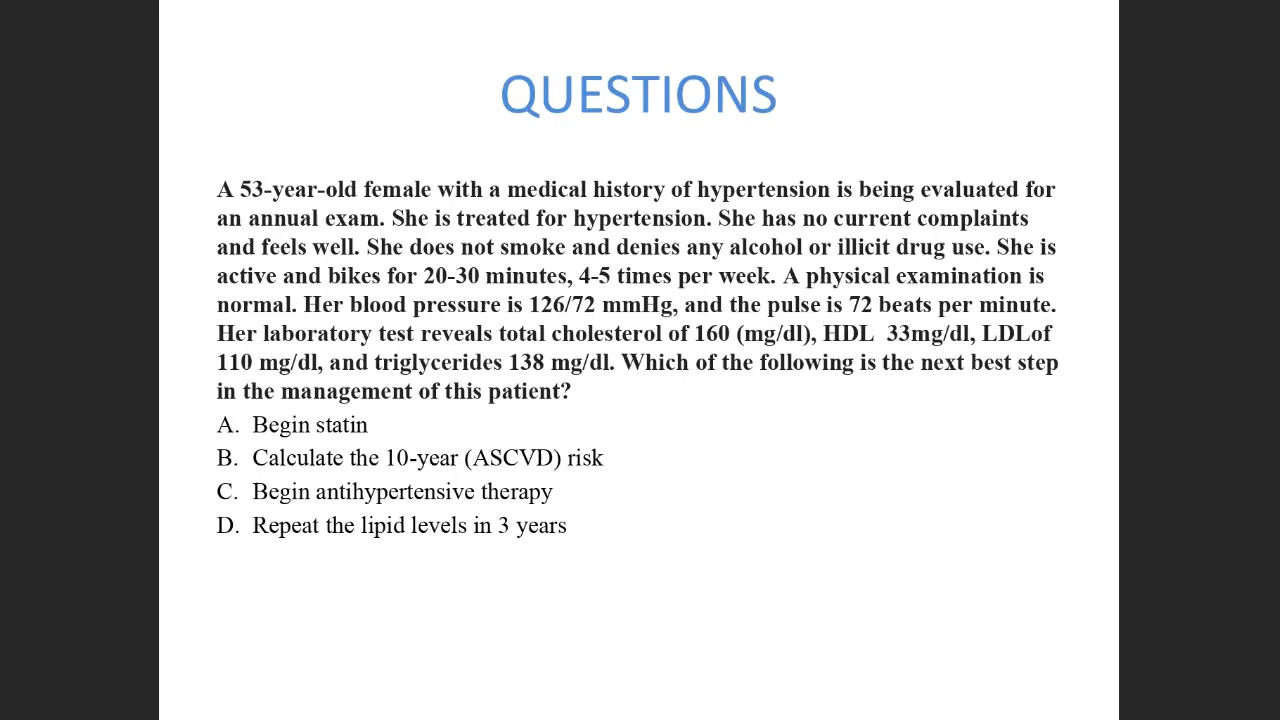 QUESTIONS
A 53-year-old female with a medical history of hypertension is being evaluated for
an annual exam. She is treated for hypertension. She has no current complaints
and feels well. She does not smoke and denies any alcohol or illicit drug use. She is
active and bikes for 20-30 minutes, 4-5 times per week. A physical examination is
normal. Her blood pressure is 126/72 mmHg, and the pulse is 72 beats per minute.
Her laboratory test reveals total cholesterol of 160 (mg/dl), HDL  33mg/dl, LDLof
110 mg/dl, and triglycerides 138 mg/dl. Which of the following is the next best step
in the management of this patient?
A. Begin statin
B. Calculate the 10-year (ASCVD) risk
C. Begin antihypertensive therapy
D. Repeat the lipid levels in 3 years